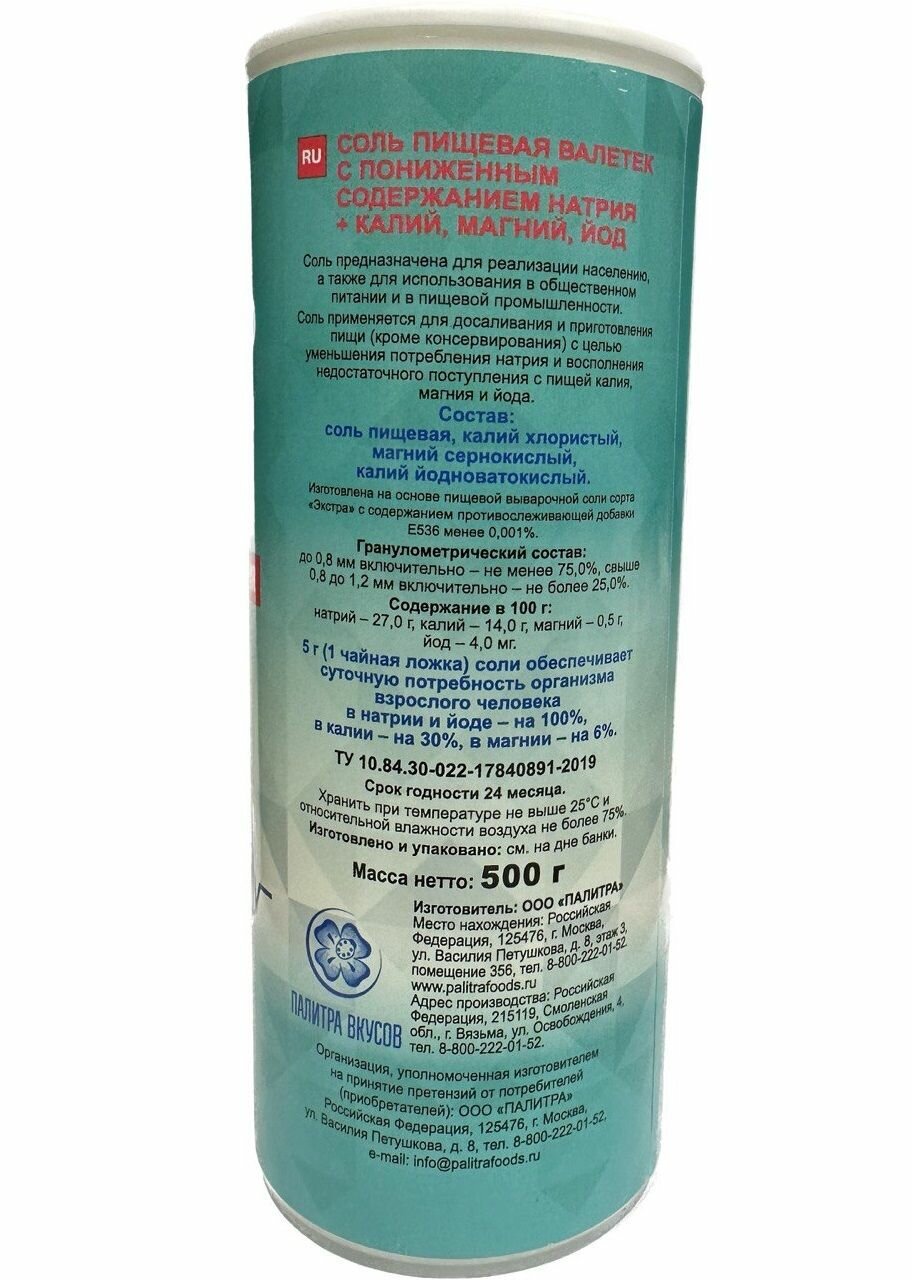 RU
СОЛЬ ПИЩЕВАЯ ВАЛЕТЕК
С ПОНИЖЕННЫМ
СОДЕРЖАНИЕМ НАТРИЯ
+ КАЛИЙ, МАГНИЙ, ЙОД
Соль предназначена для реализации населению,
а также для использования в общественном
питании и в пищевой промышленности.
Соль применяется для досаливания и приготовления
пищи (кроме консервирования) с целью
уменьшения потребления натрия и восполнения
недостаточного поступления с пищей калия,
магния и йода.
Состав:
соль пищевая, калий хлористый,
магний сернокислый,
калий йодноватокислый.
Изготовлена на основе пищевой выварочной соли сорта
«Экстра» с содержанием противослеживающей добавки
Е536 менее 0,001%.
Гранулометрический состав:
до 0,8 мм включительно – не менее 75,0%, свыше
0,8 до 1,2 мм включительно – не более 25,0%.
Содержание в 100 г:
натрий – 27,0 г, калий – 14,0 г, магний – 0,5 г,
йод – 4,0 мг.
5 г (1 чайная ложка) соли обеспечивает
суточную потребность организма
взрослого человека
в натрии и йоде – на 100%,
в калии – на 30%, в магнии – на 6%.
ТУ 10.84.30-022-17840891-2019
Срок годности 24 месяца.
Хранить при температуре не выше 25°С и
относительной влажности воздуха не более 75%.
Изготовлено и упаковано: см. на дне банки.
Масса нетто: 500 г
ПАЛИТРА ВКУСОВ
Изготовитель: ООО «ПАЛИТРА»
Место нахождения: Российская
Федерация, 125476, г. Москва,
ул. Василия Петушкова, д. 8, этаж 3,
помещение 356, тел. 8-800-222-01-52.
www.palitrafoods.ru
Адрес производства: Российская
Федерация, 215119, Смоленская
обл., г. Вязьма, ул. Освобождения, 4,
тел. 8-800-222-01-52.
Организация, уполномоченная изготовителем
на принятие претензий от потребителей
(приобретателей): ООО «ПАЛИТРА»
Российская Федерация, 125476, г. Москва,
ул. Василия Петушкова, д. 8, тел. 8-800-222-01-52,
e-mail: info@palitrafoods.ru